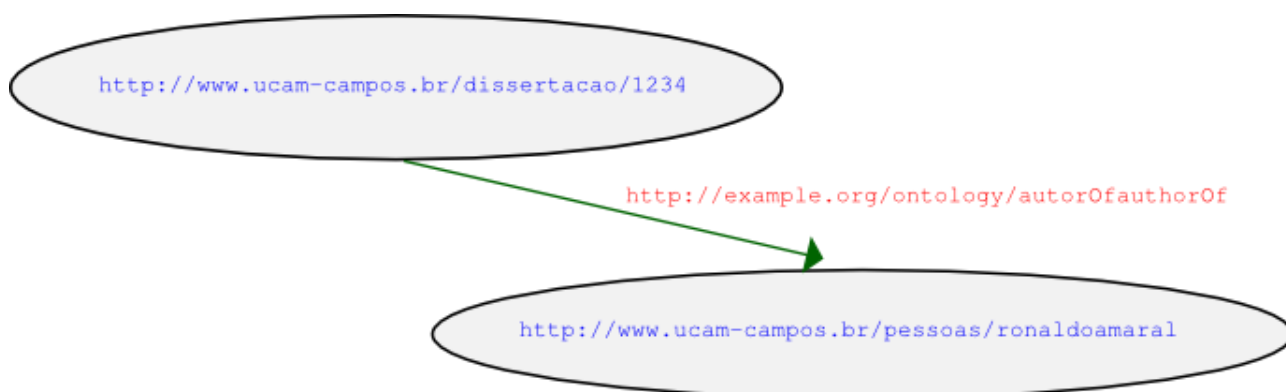 http://www.ucam-campos.br/dissertacao/1234
http://example.org/ontology/autorOfauthorOf
http://www.ucam-campos.br/pessoas/ronaldoamaral